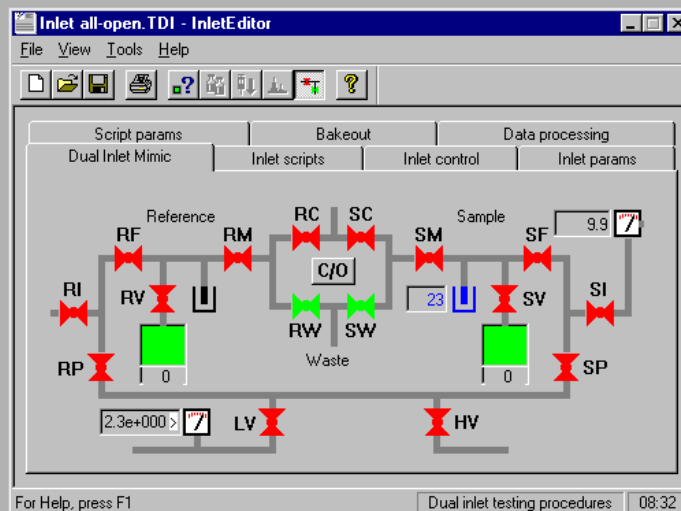 Inlet all-open.TDI - InletEditor
File View Tools Help
Script params Bakeout Data processing
Dual Inlet Mimic Inlet scripts Inlet control Inlet params
Reference RC SC Sample 9.9
RF RM SM SF
C/O
RI RV 23 SV SI
RW SW
Waste
RP 0 0 SP
2.3e+000 > LV HV
For Help, press F1 Dual inlet testing procedures 08:32